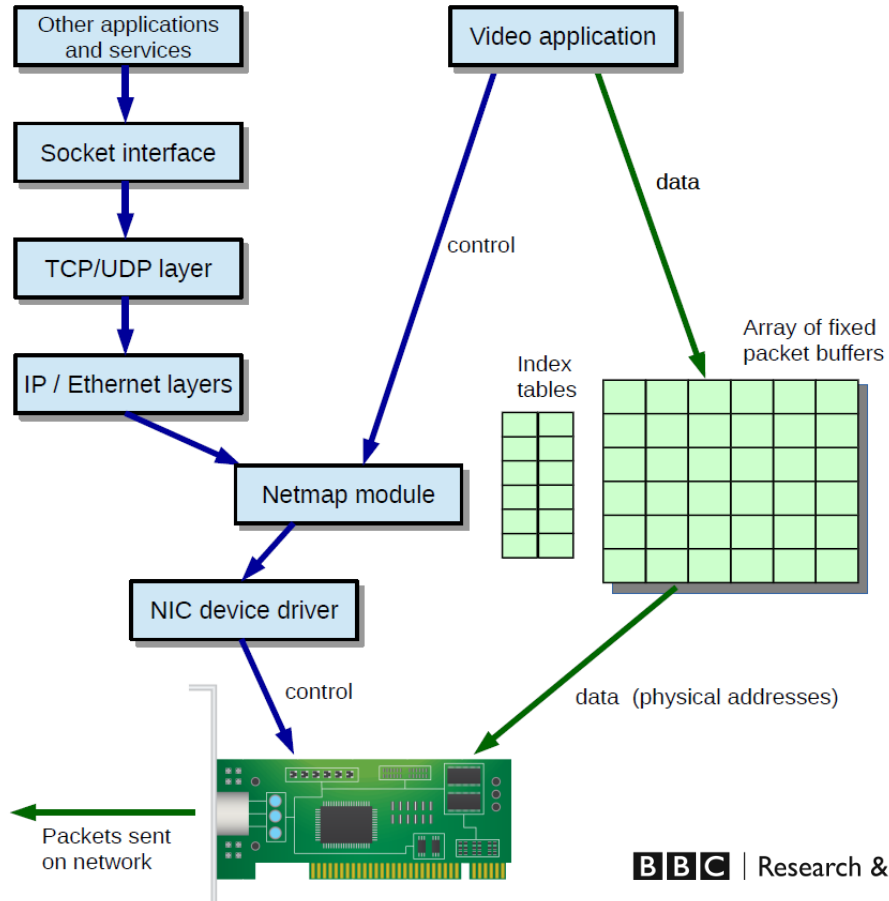 Other applications
and services
Video application
Socket interface
data
TCP/UDP layer
control
Array of fixed
packet buffers
IP / Ethernet layers
Index
tables
Netmap module
NIC device driver
control
data (physical addresses)
Packets sent
on network
BBC | Research &